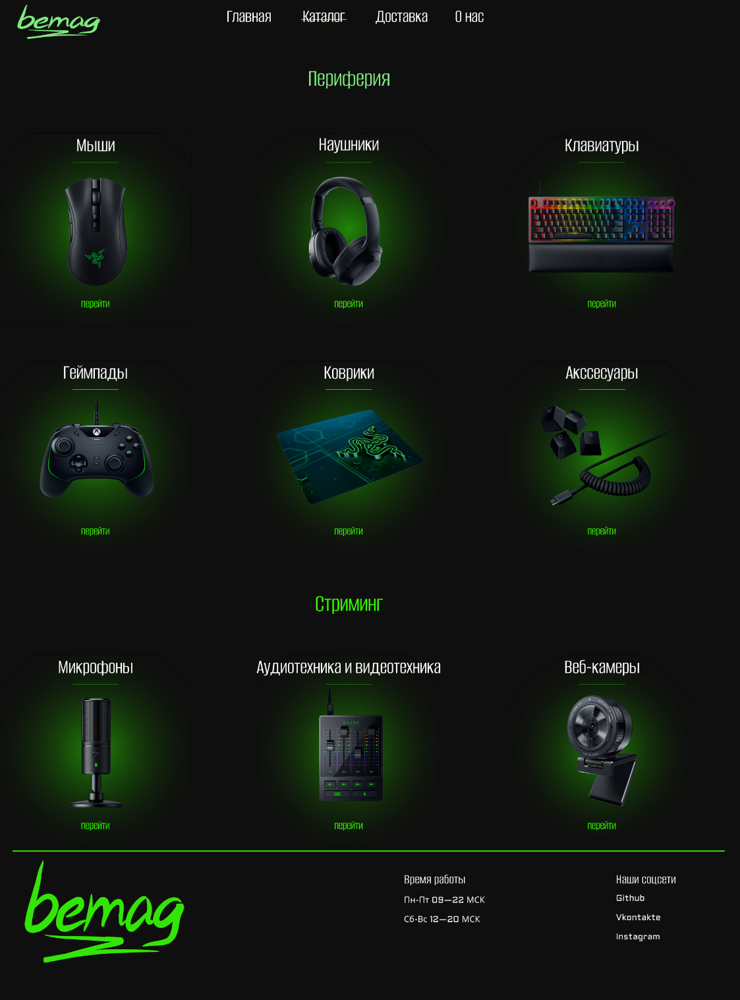 bemag
Главная Каталог Доставка О нас
Периферия
Мыши Наушники Клавиатуры
перейти перейти перейти
Геймпады Коврики Акссесуары
W
D S
перейти перейти перейти
Стриминг
Микрофоны Аудиотехника и видеотехника Веб-камеры
RAZER
перейти перейти перейти
bemag
Время работы Наши соцсети
Пн-Пт 09—22 МСК Github
Сб-Вс 12—20 МСК Vkontakte
Instagram